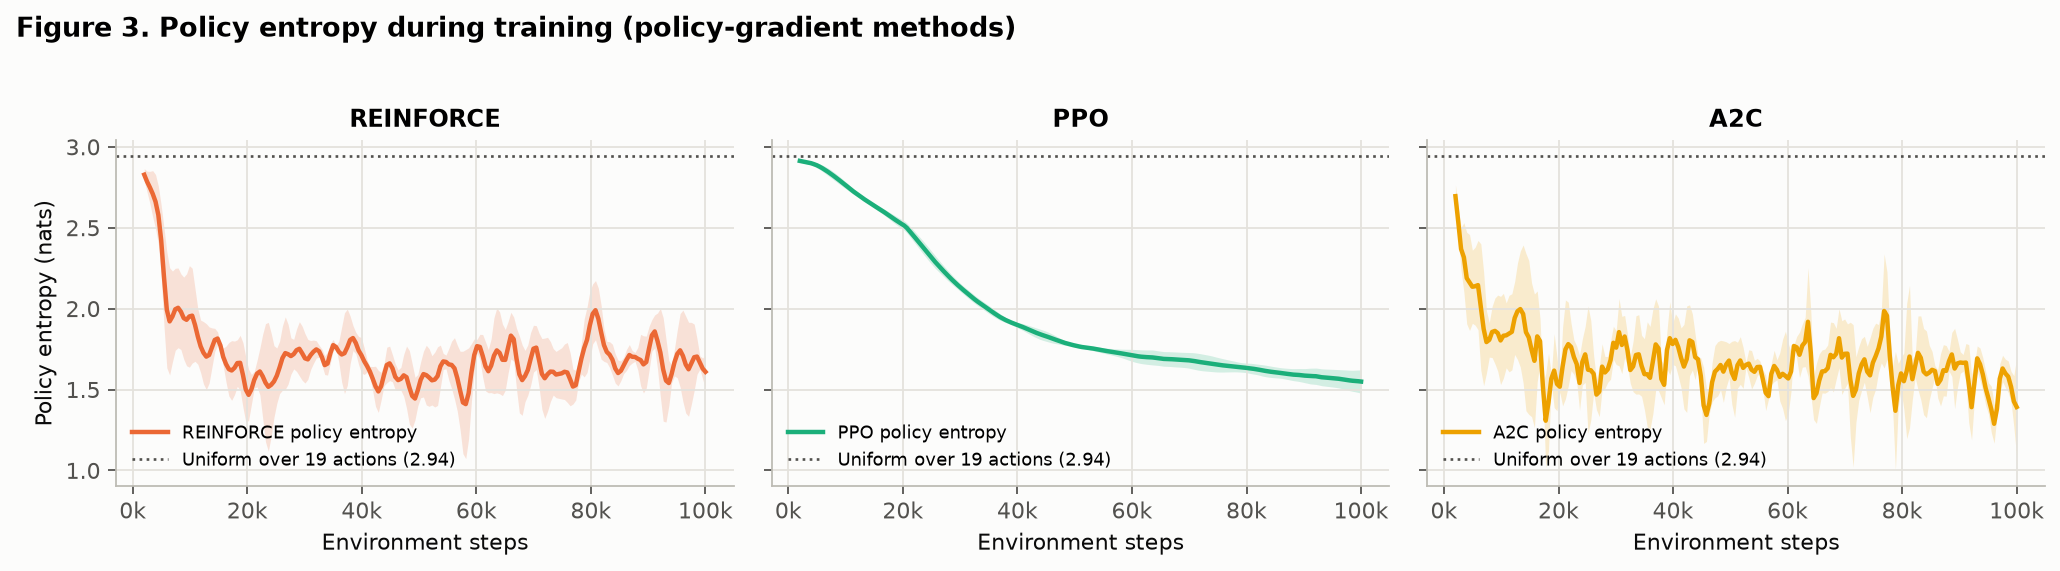 Figure 3. Policy entropy during training (policy-gradient methods)
REINFORCE
Policy entropy (nats)
3.0
2.5
2.0
1.5
1.0
REINFORCE policy entropy
Uniform over 19 actions (2.94)
0k 20k 40k 60k 80k 100k
Environment steps
PPO
PPO policy entropy
Uniform over 19 actions (2.94)
0k 20k 40k 60k 80k 100k
Environment steps
A2C
A2C policy entropy
Uniform over 19 actions (2.94)
0k 20k 40k 60k 80k 100k
Environment steps